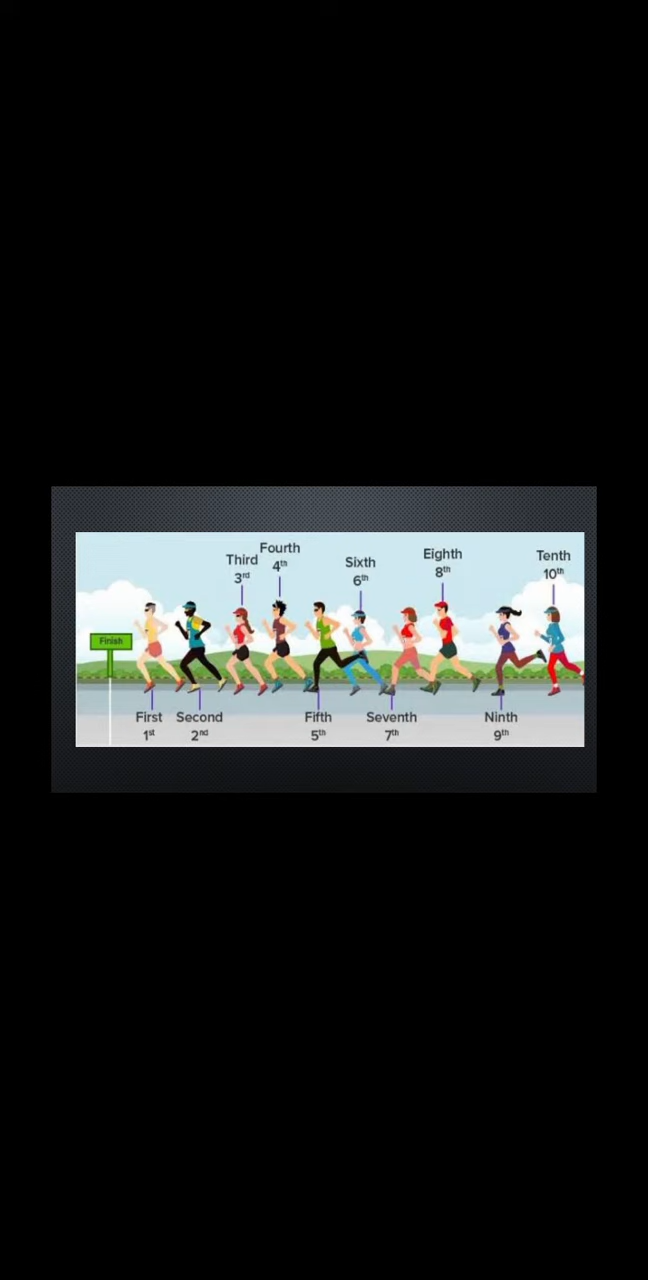 Fourth
4th
Third
3rd
Sixth
6th
Eighth
8th
Tenth
10th
Finish
First
1st
Second
2nd
Fifth
5th
Seventh
7th
Ninth
9th